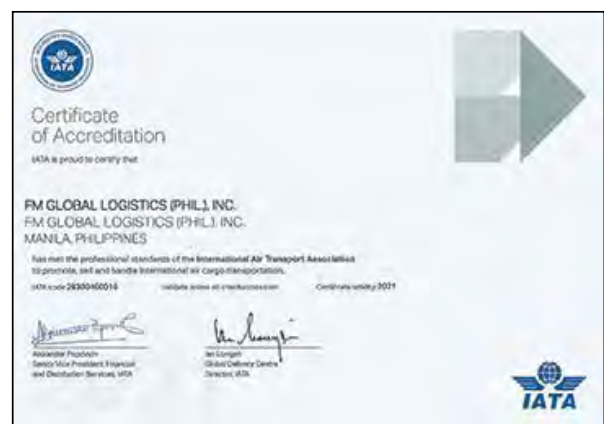 IATA
Certificate
of Accreditation
IATA is proud to certify that
FM GLOBAL LOGISTICS (PHIL.), INC.
FM GLOBAL LOGISTICS (PHIL.), INC.
MANILA, PHILIPPINES
has met the professional standards of the International Air Transport Association
to promote, sell and handle international air cargo transportation.
IATA code Validate online at Certificate validity 2021
Alexander Popovich
Senior Vice President, Financial
and Distribution Services, IATA
Global Delivery Centre
Director, IATA
IATA